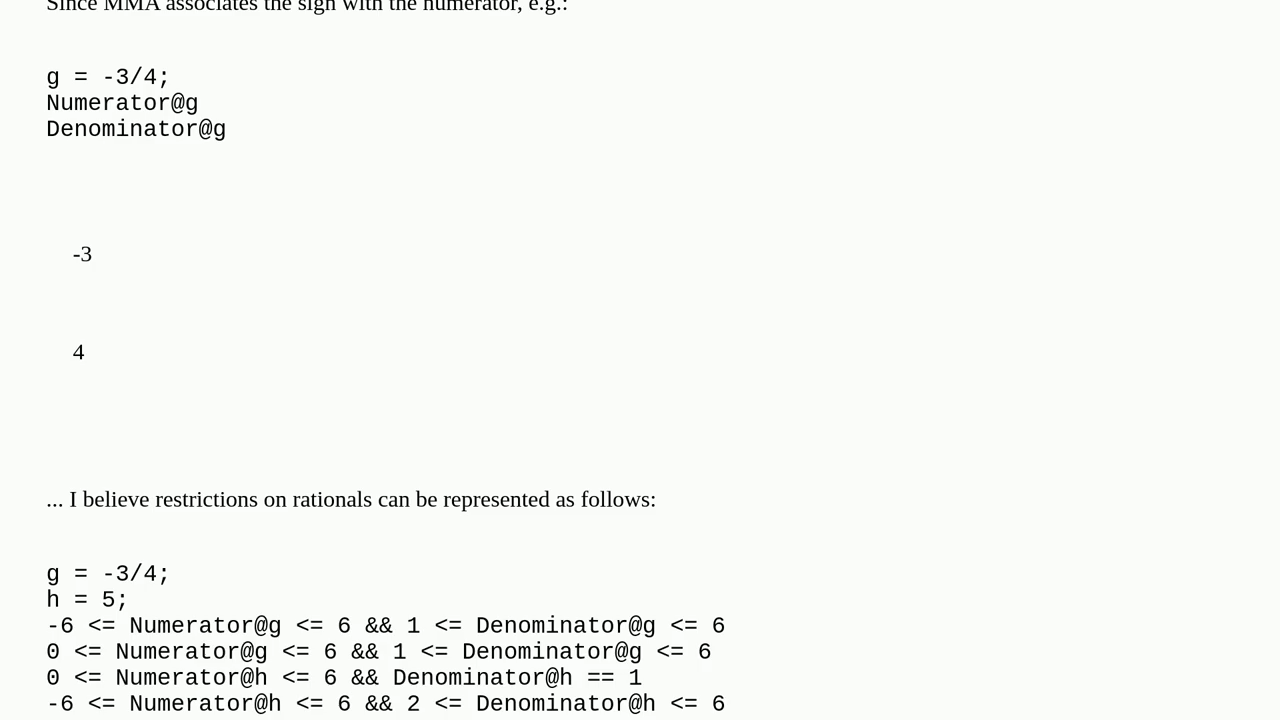 Since MMA associates the sign with the numerator, e.g.:
g = -3/4;
Numerator@g
Denominator@g
-3
4
... I believe restrictions on rationals can be represented as follows:
g = -3/4;
h = 5;
-6 <= Numerator@g <= 6 && 1 <= Denominator@g <= 6
0 <= Numerator@g <= 6 && 1 <= Denominator@g <= 6
0 <= Numerator@h <= 6 && Denominator@h == 1
-6 <= Numerator@h <= 6 && 2 <= Denominator@h <= 6